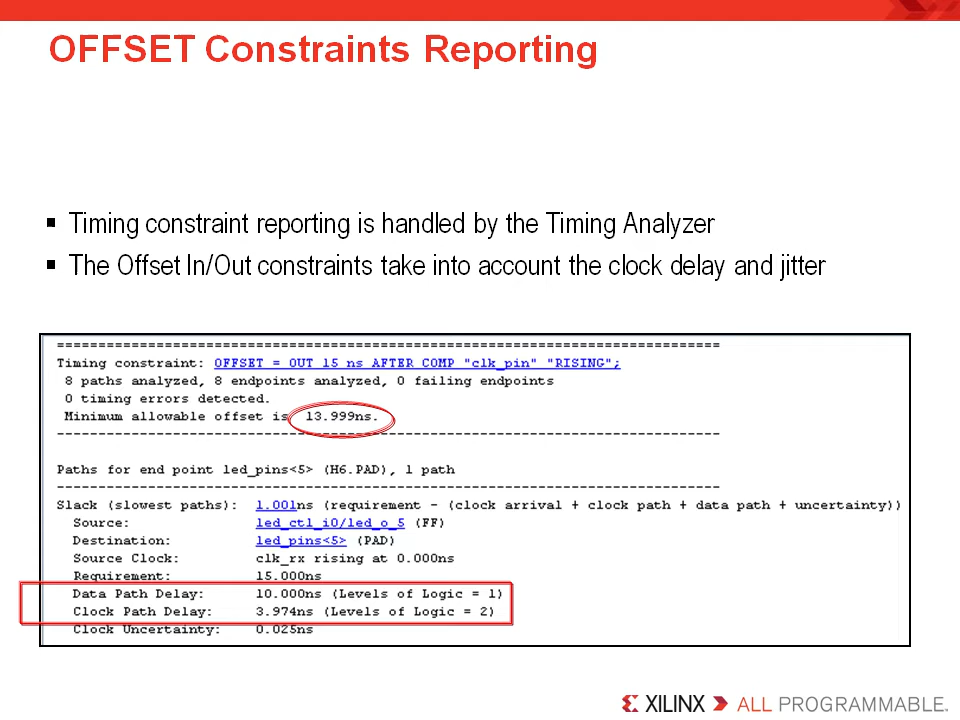 OFFSET Constraints Reporting
▪ Timing constraint reporting is handled by the Timing Analyzer
▪ The Offset In/Out constraints take into account the clock delay and jitter
================================================================================
Timing constraint: OFFSET = OUT 15 ns AFTER COMP "clk_pin" "RISING";
8 paths analyzed, 8 endpoints analyzed, 0 failing endpoints
0 timing errors detected.
Minimum allowable offset is 13.999ns.
--------------------------------------------------------------------------------
Paths for end point led_pins<5> (H6.PAD), 1 path
--------------------------------------------------------------------------------
Slack (slowest paths): 1.001ns (requirement - (clock arrival + clock path + data path + uncertainty))
Source: led_ctl_i0/led_o_5 (FF)
Destination: led_pins<5> (PAD)
Source Clock: clk_rx rising at 0.000ns
Requirement: 15.000ns
Data Path Delay: 10.000ns (Levels of Logic = 1)
Clock Path Delay: 3.974ns (Levels of Logic = 2)
Clock Uncertainty: 0.025ns
XILINX ALL PROGRAMMABLE.